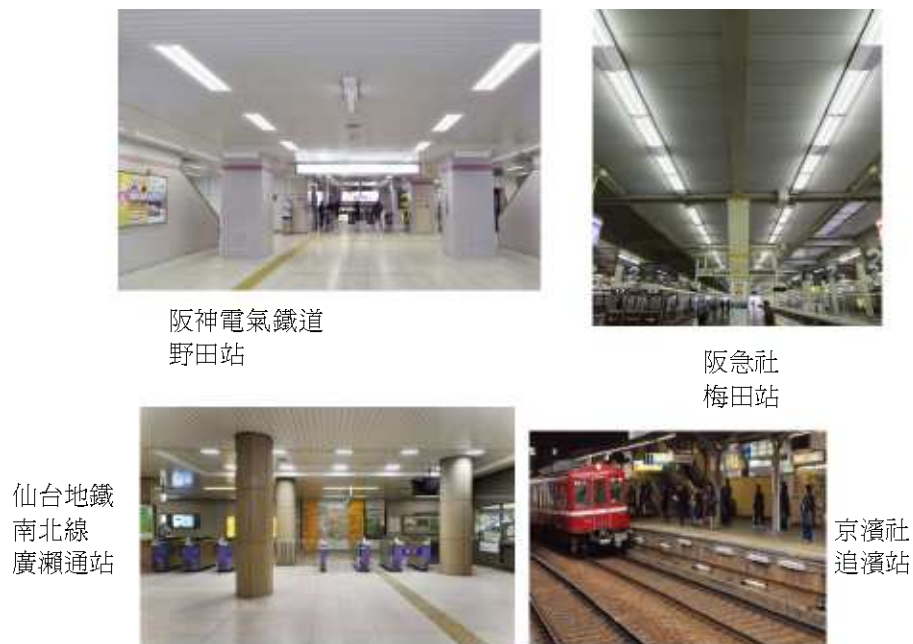 阪神電氣鐵道
野田站
阪急社
梅田站
仙台地鐵
南北線
廣瀨通站
京濱社
追濱站